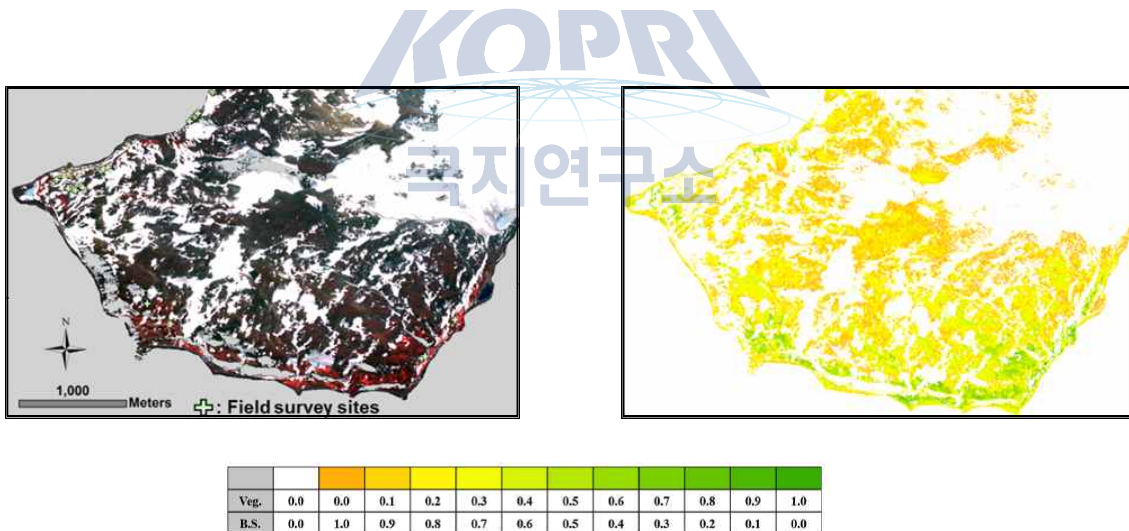 KOPRI
극지연구소
N
1,000
Meters
: Field survey sites
Veg. 0.0 0.0 0.1 0.2 0.3 0.4 0.5 0.6 0.7 0.8 0.9 1.0
B.S. 0.0 1.0 0.9 0.8 0.7 0.6 0.5 0.4 0.3 0.2 0.1 0.0